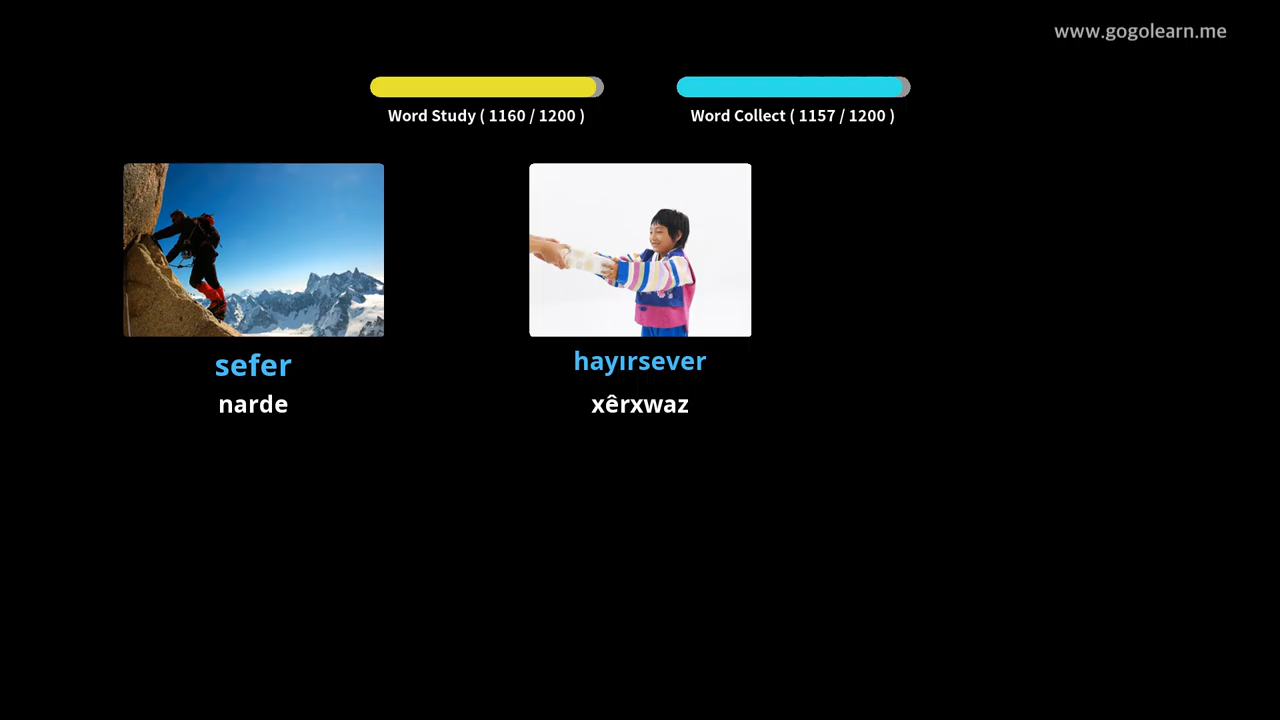 www.gogolearn.me
Word Study ( 1160 / 1200 )
Word Collect ( 1157 / 1200 )
sefer
narde
hayırsever
xêrxwaz